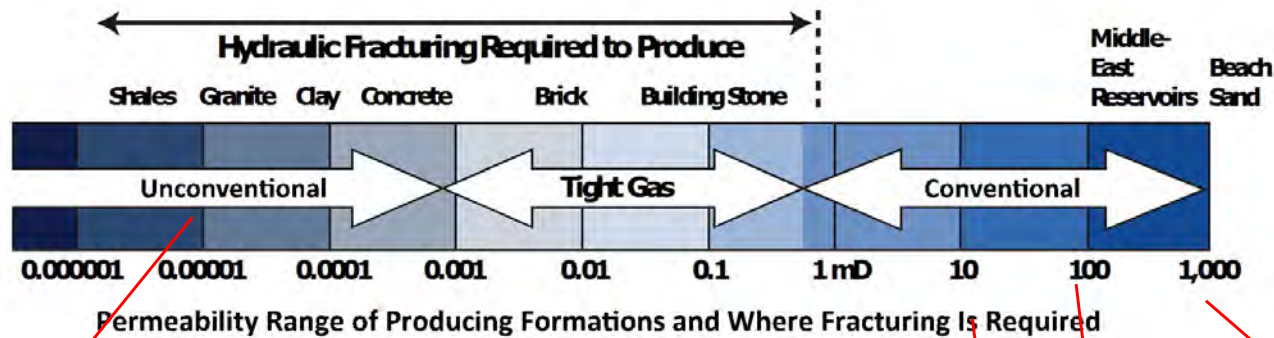 Hydraulic Fracturing Required to Produce
Middle-
East
Reservoirs
Beach
Sand
Shales Granite Clay Concrete Brick Building Stone
Unconventional Tight Gas Conventional
0.000001 0.00001 0.0001 0.001 0.01 0.1 1 mD 10 100 1,000
Permeability Range of Producing Formations and Where Fracturing Is Required